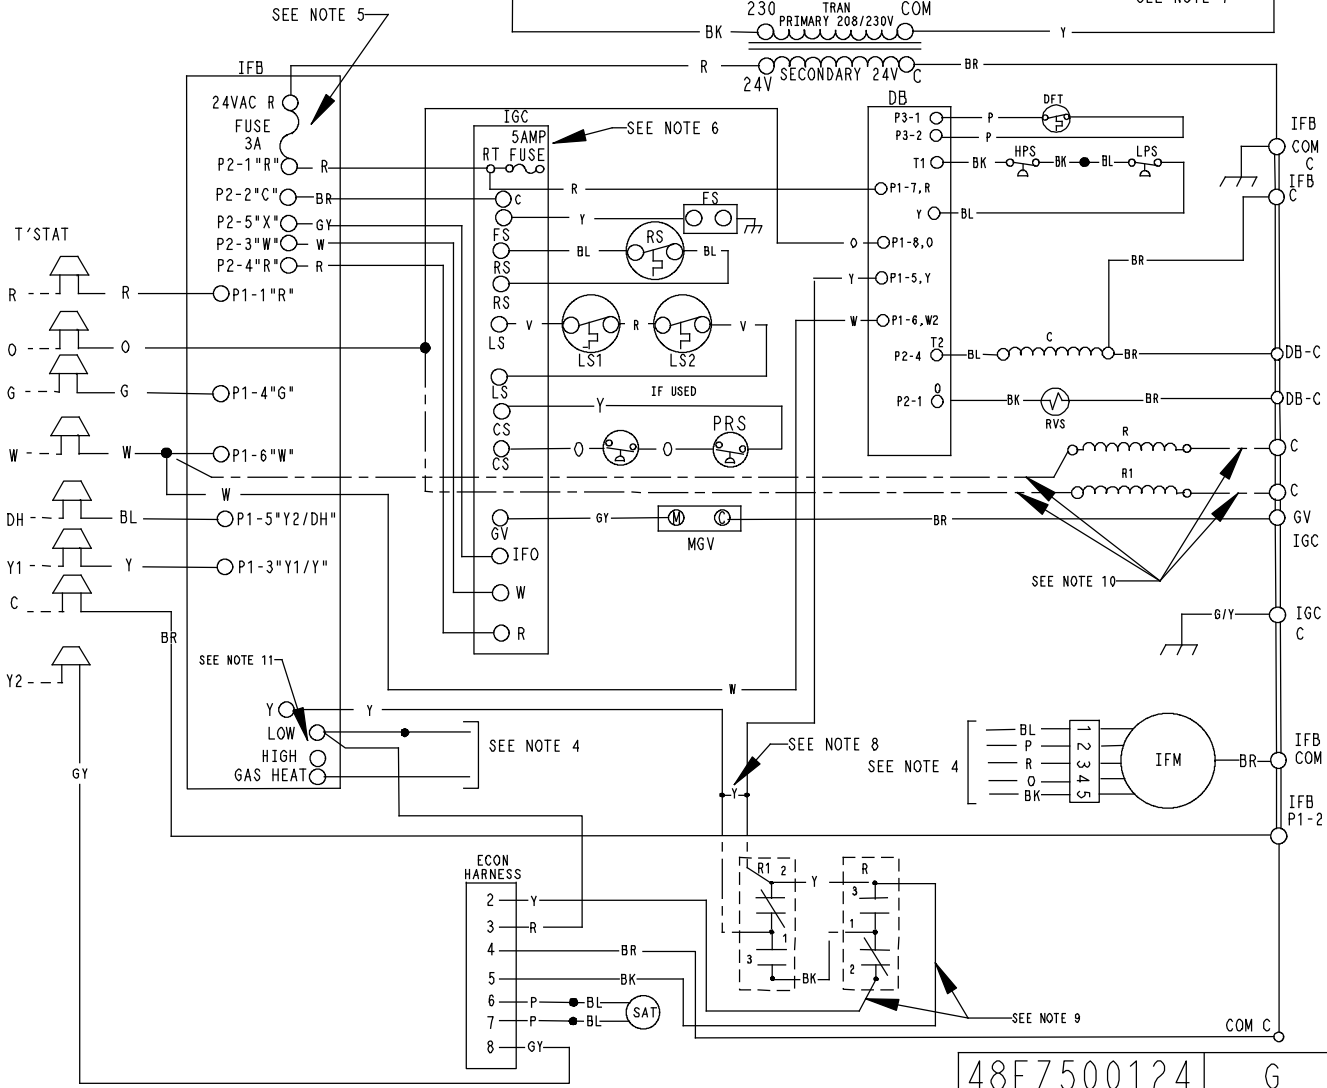 SEE NOTE 5
230
TRAN
COM
PRIMARY 208/230V
BK
Y
R
SECONDARY 24V
24V
C
BR
IFB
24VAC R
FUSE
3A
P2-1"R"
R
P2-2"C"
BR
P2-5"X"
GY
P2-3"W"
W
P2-4"R"
R
IGC
5AMP
RT FUSE
SEE NOTE 6
R
C
FS
Y
FS
RS
BL
RS
BL
RS
LS
V
LS1
R
LS2
V
LS
IF USED
Y
CS
PRS
CS
O
O
DB
P3-1
P
DFT
P3-2
P
T1
BK
HPS
BK
BL
LPS
P1-7,R
Y
BL
O
P1-8,O
Y
P1-5,Y
W
P1-6,W2
T2
P2-4
BL
C
BR
BR
O
P2-1
BK
RVS
BR
IFB
COM
C
IFB
C
DB-C
DB-C
R
C
R1
C
T'STAT
R
R
P1-1"R"
O
O
G
G
P1-4"G"
W
W
P1-6"W"
W
DH
BL
P1-5"Y2/DH"
Y1
Y
P1-3"Y1/Y"
C
BR
Y2
GY
GV
GY
M
C
MGV
BR
GV
IGC
IFO
W
R
SEE NOTE 10
G/Y
IGC
C
SEE NOTE 11
W
Y
Y
LOW
HIGH
GAS HEAT
SEE NOTE 4
SEE NOTE 8
Y
SEE NOTE 4
BL
P
R
O
BK
1
2
3
4
5
IFM
BR
IFB
COM
IFB
P1-2
ECON
HARNESS
2
Y
3
R
4
BR
5
BK
6
P
BL
7
P
BL
SAT
8
GY
R1
2
Y
R
3
1
1
3
BK
2
SEE NOTE 9
COM C
48F7500124
G